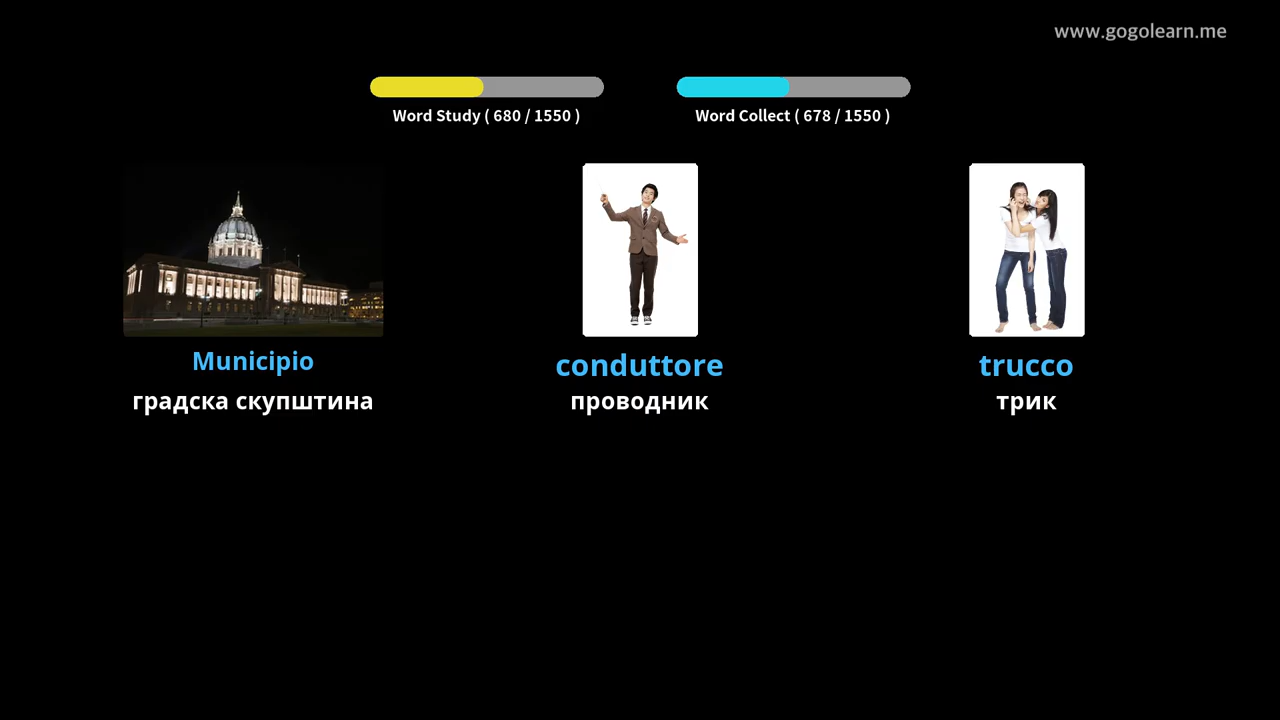 www.gogolearn.me
Word Study ( 680 / 1550 )
Word Collect ( 678 / 1550 )
Municipio
градска скупштина
conduttore
проводник
trucco
трик